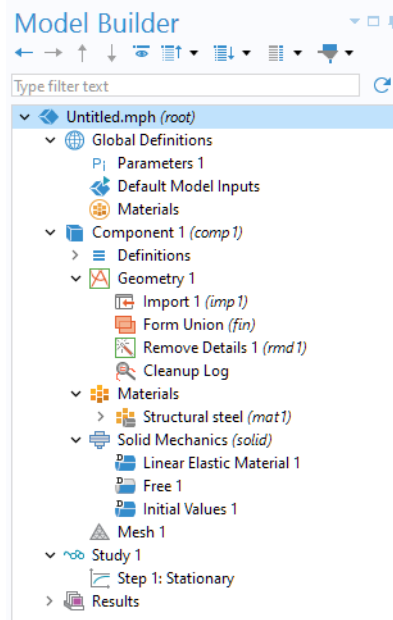 Model Builder
Type filter text
Untitled.mph (root)
Global Definitions
Pi Parameters 1
Default Model Inputs
Materials
Component 1 (comp1)
Definitions
Geometry 1
Import 1 (imp1)
Form Union (fin)
Remove Details 1 (rmd1)
Cleanup Log
Materials
Structural steel (mat1)
Solid Mechanics (solid)
Linear Elastic Material 1
Free 1
Initial Values 1
Mesh 1
Study 1
Step 1: Stationary
Results